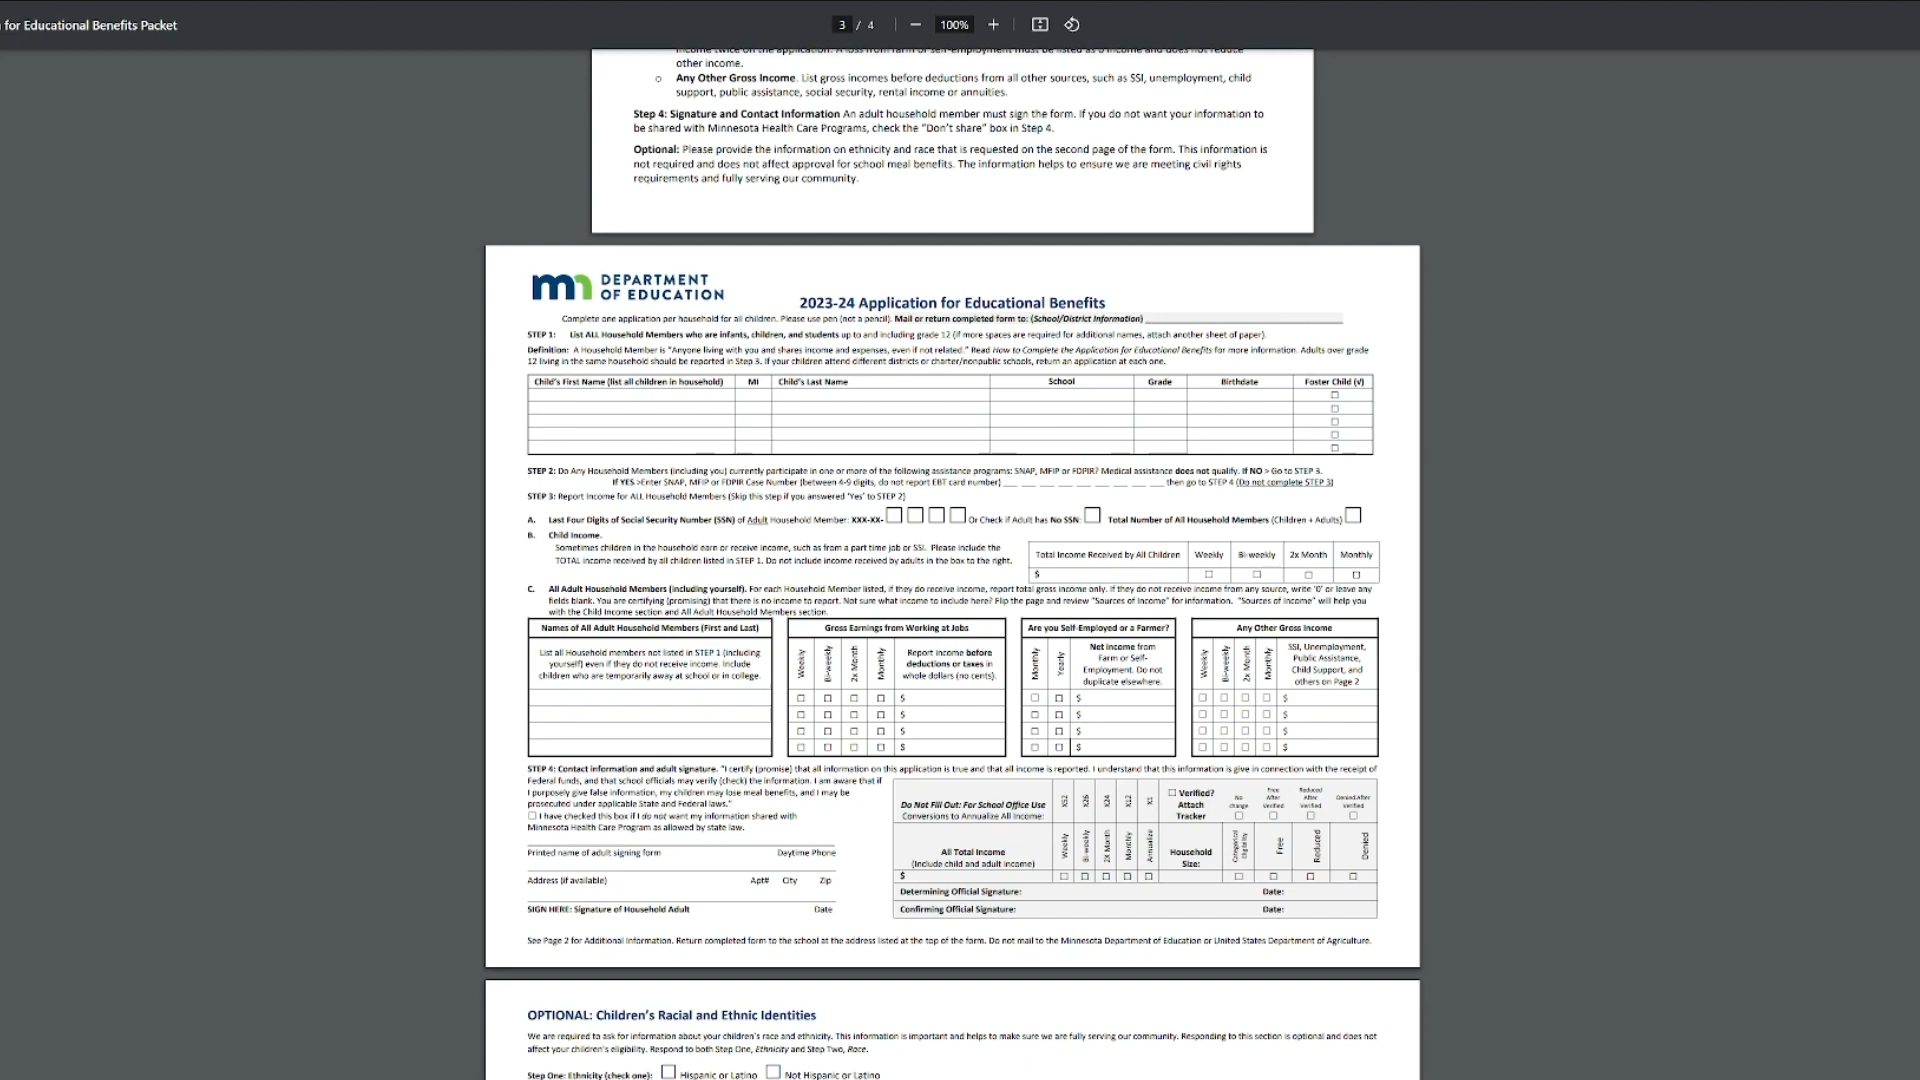 for Educational Benefits Packet
3 / 4
100%
income twice on the application. A loss from farm or self-employment must be listed as 0 income and does not reduce
other income.
o Any Other Gross Income. List gross incomes before deductions from all other sources, such as SSI, unemployment, child
support, public assistance, social security, rental income or annuities.
Step 4: Signature and Contact Information An adult household member must sign the form. If you do not want your information to
be shared with Minnesota Health Care Programs, check the “Don’t share” box in Step 4.
Optional: Please provide the information on ethnicity and race that is requested on the second page of the form. This information is
not required and does not affect approval for school meal benefits. The information helps to ensure we are meeting civil rights
requirements and fully serving our community.
mn DEPARTMENT
OF EDUCATION
2023-24 Application for Educational Benefits
Complete one application per household for all children. Please use pen (not a pencil). Mail or return completed form to: (School/District Information)
STEP 1: List ALL Household Members who are infants, children, and students up to and including grade 12 (if more spaces are required for additional names, attach another sheet of paper).
Definition: A Household Member is “Anyone living with you and shares income and expenses, even if not related.” Read How to Complete the Application for Educational Benefits for more information. Adults over grade
12 living in the same household should be reported in Step 3. If your children attend different districts or charter/nonpublic schools, return an application at each one.
Child’s First Name (list all children in household) MI Child’s Last Name School Grade Birthdate Foster Child (√)
STEP 2: Do Any Household Members (including you) currently participate in one or more of the following assistance programs: SNAP, MFIP or FDPIR? Medical assistance does not qualify. If NO > Go to STEP 3.
If YES >Enter SNAP, MFIP or FDPIR Case Number (between 4-9 digits, do not report EBT card number) ___ ___ ___ ___ ___ ___ then go to STEP 4 (Do not complete STEP 3)
STEP 3: Report Income for ALL Household Members (Skip this step if you answered ‘Yes’ to STEP 2)
A. Last Four Digits of Social Security Number (SSN) of Adult Household Member: XXX-XX- Or Check if Adult has No SSN: Total Number of All Household Members (Children + Adults)
B. Child Income.
Sometimes children in the household earn or receive income, such as from a part time job or SSI. Please include the
TOTAL income received by all children listed in STEP 1. Do not include income received by adults in the box to the right.
Total Income Received by All Children Weekly Bi-weekly 2x Month Monthly
$
C. All Adult Household Members (including yourself). For each Household Member listed, if they do receive income, report total gross income only. If they do not receive income from any source, write ‘0’ or leave any
fields blank. You are certifying (promising) that there is no income to report. Not sure what income to include here? Flip the page and review “Sources of Income” for information. “Sources of Income” will help you
with the Child Income section and All Adult Household Members section.
Names of All Adult Household Members (First and Last)
List all Household members not listed in STEP 1 (including
yourself) even if they do not receive income. Include
children who are temporarily away at school or in college.
Gross Earnings from Working at Jobs
Weekly
Bi-weekly
2x Month
Monthly
Report income before
deductions or taxes in
whole dollars (no cents).
$
$
$
$
Are you Self-Employed or a Farmer?
Monthly
Yearly
Net income from
Farm or Self-
Employment. Do not
duplicate elsewhere.
$
$
$
$
Any Other Gross Income
Weekly
Bi-weekly
2x Month
Monthly
SSI, Unemployment,
Public Assistance,
Child Support, and
others on Page 2
$
$
$
$
STEP 4: Contact information and adult signature. “I certify (promise) that all information on this application is true and that all income is reported. I understand that this information is give in connection with the receipt of
Federal funds, and that school officials may verify (check) the information. I am aware that if
I purposely give false information, my children may lose meal benefits, and I may be
prosecuted under applicable State and Federal laws.”
I have checked this box if I do not want my information shared with
Minnesota Health Care Program as allowed by state law.
Printed name of adult signing form Daytime Phone
Address (if available) Apt# City Zip
SIGN HERE: Signature of Household Adult Date
Do Not Fill Out: For School Office Use
Conversions to Annualize All Income:
X52
X26
X24
X12
X1
Verified?
Attach
Tracker
No
change
Free
After
Verified
Reduced
After
Verified
Denied After
Verified
All Total Income
(Include child and adult income)
Weekly
Bi-weekly
2X Month
Monthly
Annualize
Household
Size:
Categorical
Eligibility
Free
Reduced
Denied
$
Determining Official Signature: Date:
Confirming Official Signature: Date:
See Page 2 for Additional Information. Return completed form to the school at the address listed at the top of the form. Do not mail to the Minnesota Department of Education or United States Department of Agriculture.
OPTIONAL: Children’s Racial and Ethnic Identities
We are required to ask for information about your children’s race and ethnicity. This information is important and helps to make sure we are fully serving our community. Responding to this section is optional and does not
affect your children’s eligibility. Respond to both Step One, Ethnicity and Step Two, Race.
Step One: Ethnicity (check one): Hispanic or Latino Not Hispanic or Latino